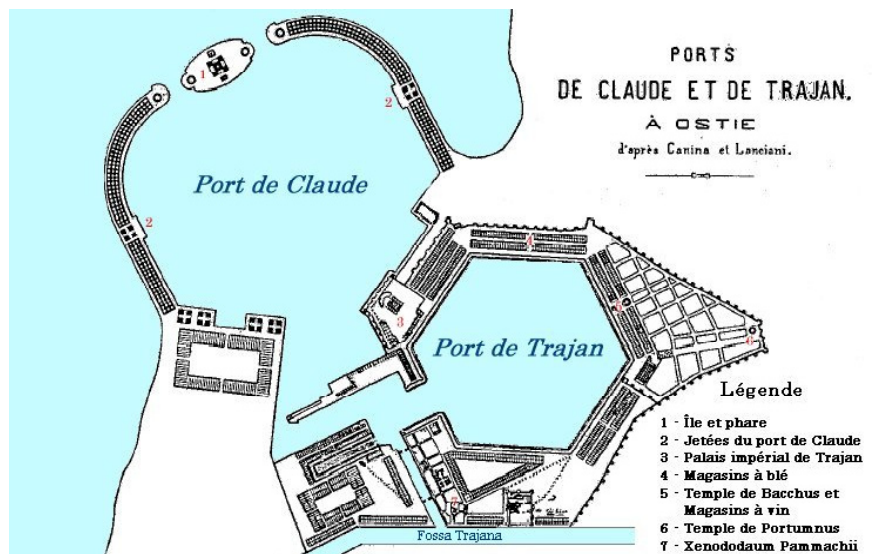 PORTS
DE CLAUDE ET DE TRAJAN.
À OSTIE
d'après Canina et Lanciani.
1
2
Port de Claude
2
4
5
3
Port de Trajan
6
Légende
1 - Île et phare
2 - Jetées du port de Claude
3 - Palais impérial de Trajan
4 - Magasins à blé
5 - Temple de Bacchus et
Magasins à vin
6 - Temple de Portumnus
7 - Xenododaum Pammachii
7
Fossa Trajana